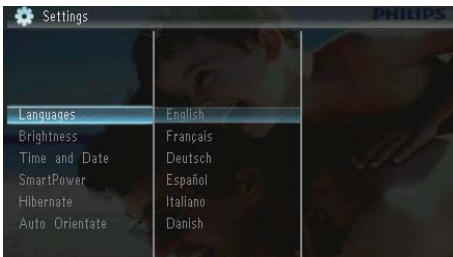 Settings
PHILIPS
Languages
Brightness
Time and Date
SmartPower
Hibernate
Auto Orientate
English
Français
Deutsch
Español
Italiano
Danish